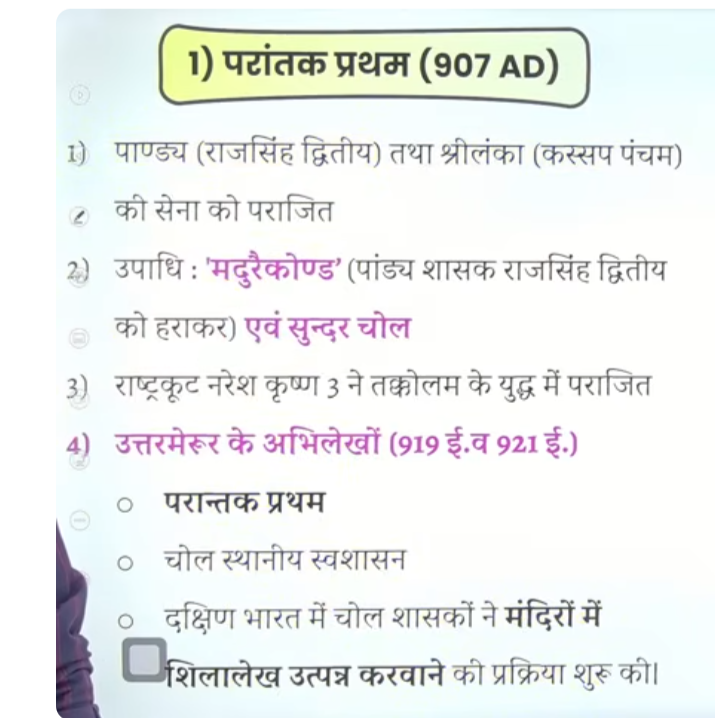 1) परांतक प्रथम (907 AD)
1) पाण्ड्य (राजसिंह द्वितीय) तथा श्रीलंका (कस्सप पंचम)
की सेना को पराजित
2) उपाधि : 'मदुरैकोण्ड’ (पांड्य शासक राजसिंह द्वितीय
को हराकर) एवं सुन्दर चोल
3) राष्ट्रकूट नरेश कृष्ण 3 ने तक्कोलम के युद्ध में पराजित
4) उत्तरमेरूर के अभिलेखों (919 ई.व 921 ई.)
○ परान्तक प्रथम
○ चोल स्थानीय स्वशासन
○ दक्षिण भारत में चोल शासकों ने मंदिरों में
शिलालेख उत्पन्न करवाने की प्रक्रिया शुरू की।